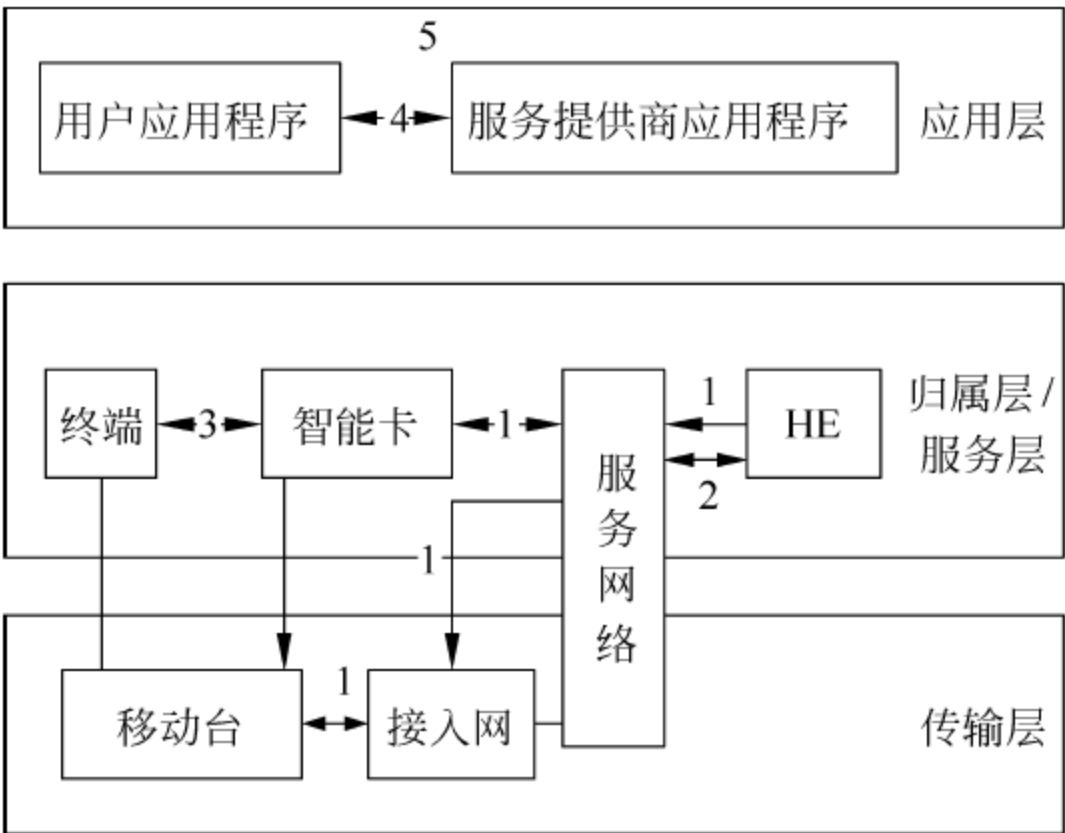 5
用户应用程序
4
服务提供商应用程序
应用层
终端
3
智能卡
1
服务网络
1
2
HE
归属层/
服务层
1
移动台
1
接入网
传输层